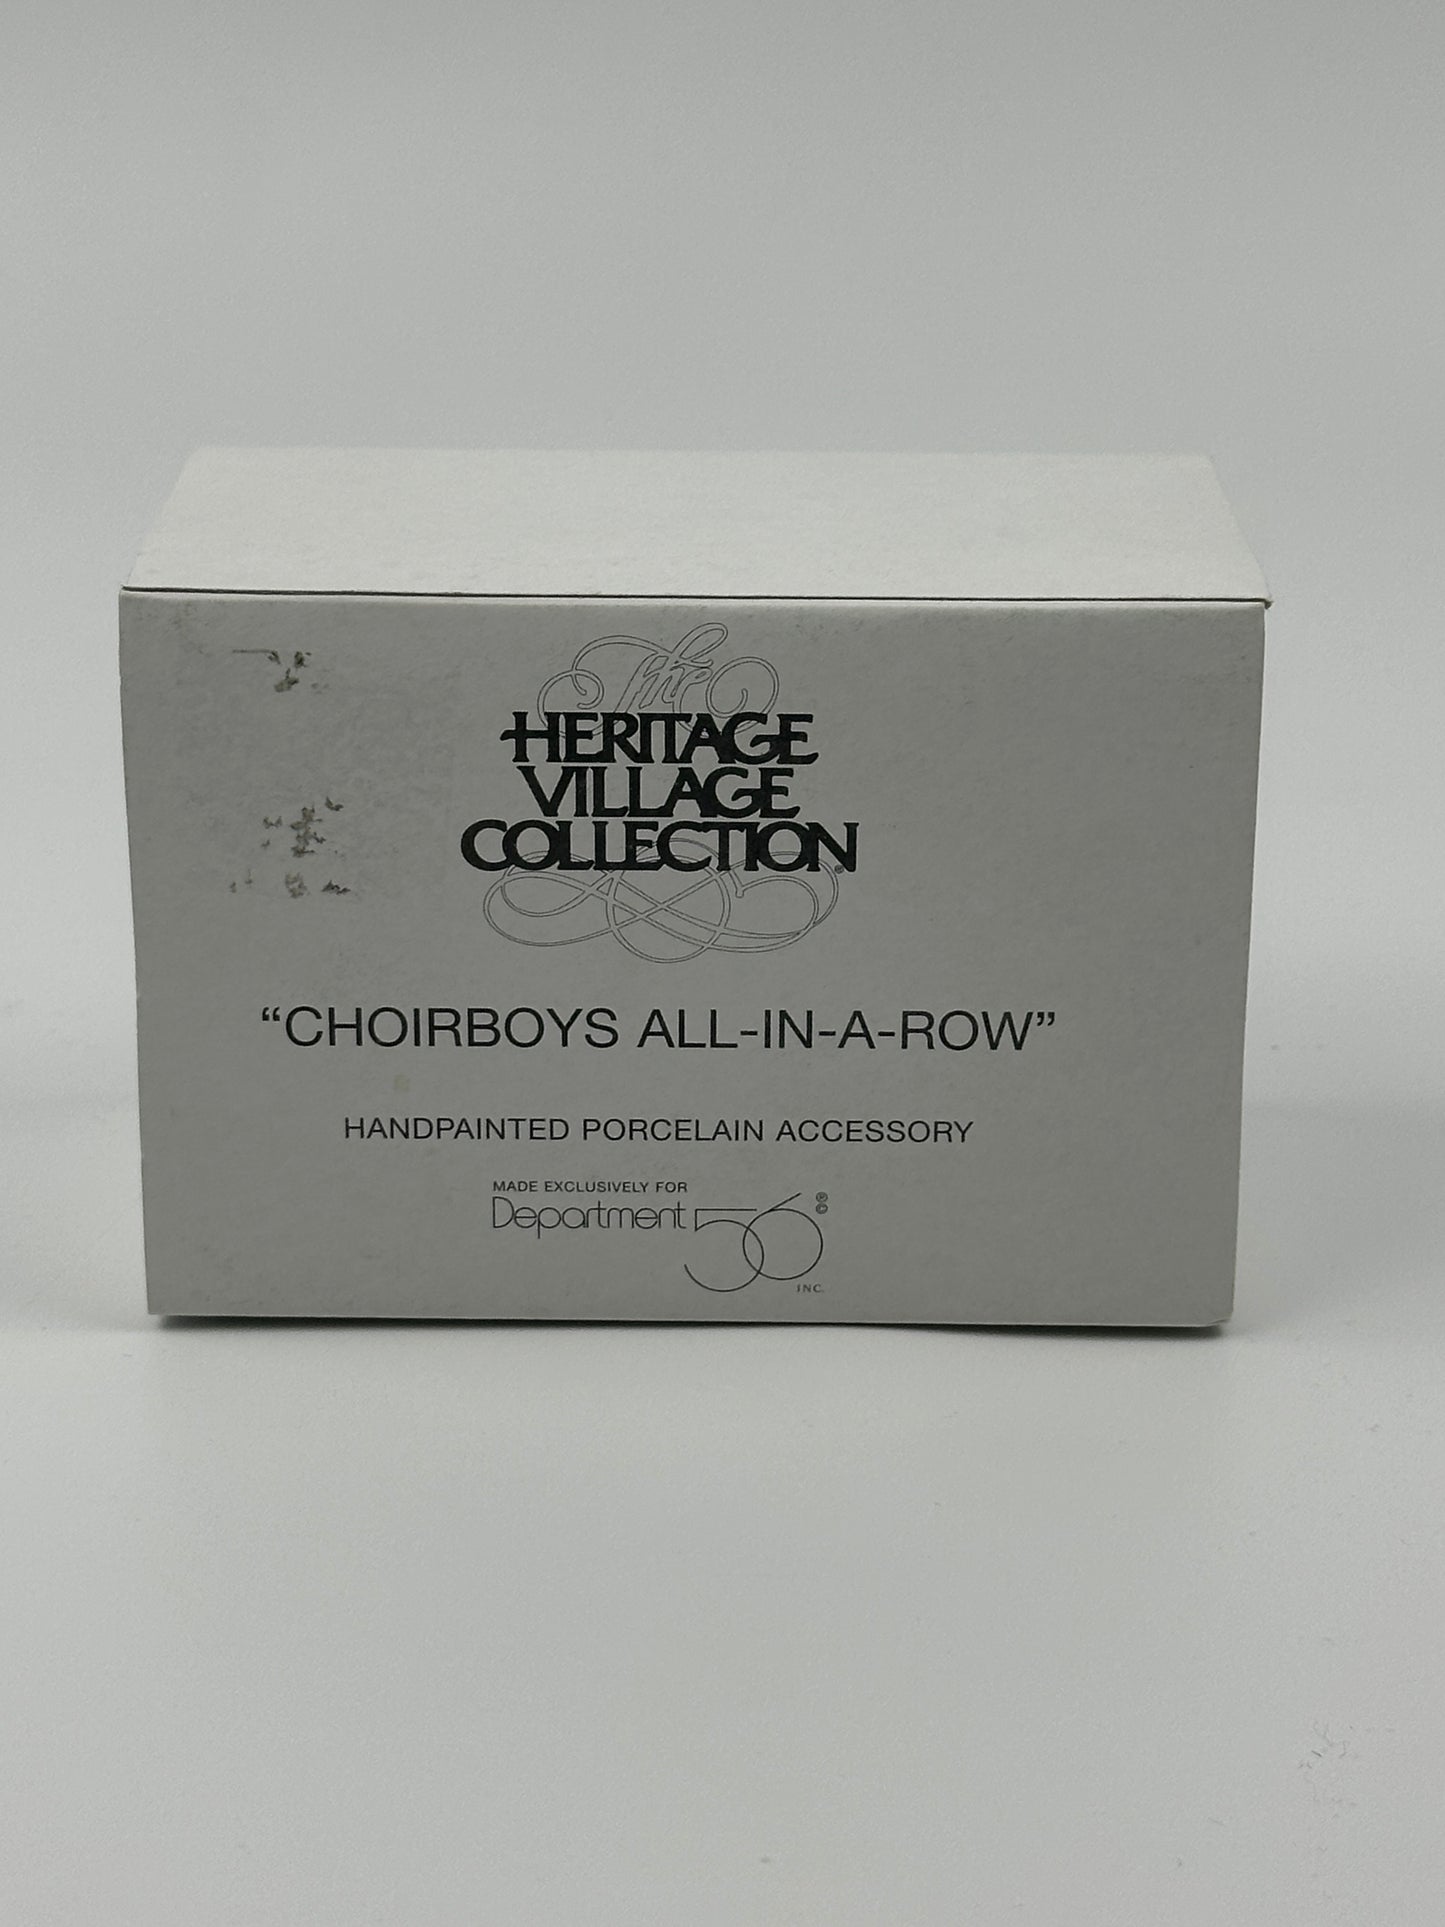 The
HERITAGE
VILLAGE
COLLECTION®
“CHOIRBOYS ALL-IN-A-ROW”
HANDPAINTED PORCELAIN ACCESSORY
MADE EXCLUSIVELY FOR
Department 56 ®©
INC.